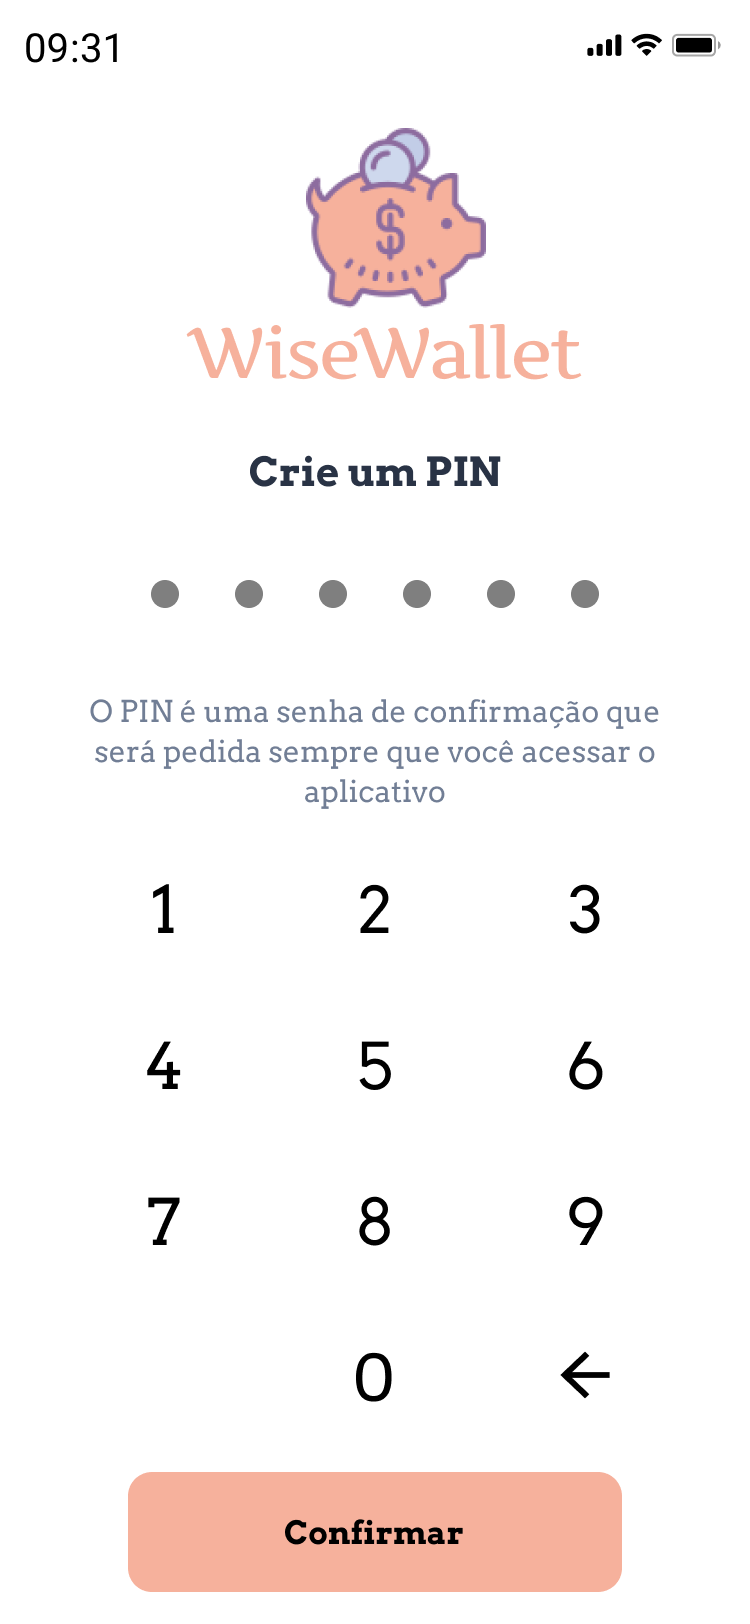 09:31
$
WiseWallet
Crie um PIN
O PIN é uma senha de confirmação que
será pedida sempre que você acessar o
aplicativo
1 2 3
4 5 6
7 8 9
0
Confirmar